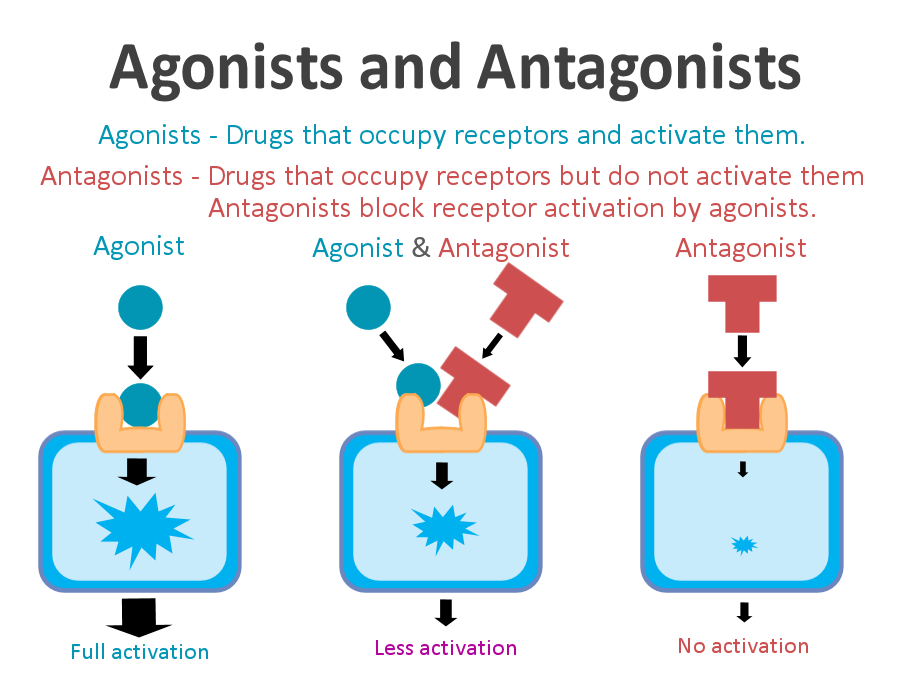 Agonists and Antagonists
Agonists - Drugs that occupy receptors and activate them.
Antagonists - Drugs that occupy receptors but do not activate them
Antagonists block receptor activation by agonists.
Agonist
Agonist & Antagonist
Antagonist
Full activation
Less activation
No activation